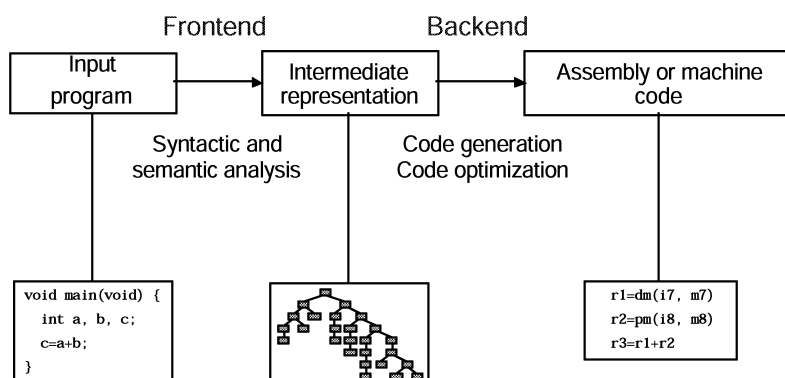 Frontend
Backend
Input
program
Intermediate
representation
Assembly or machine
code
Syntactic and
semantic analysis
Code generation
Code optimization
void main(void) {
int a, b, c;
c=a+b;
}
r1=dm(i7, m7)
r2=pm(i8, m8)
r3=r1+r2